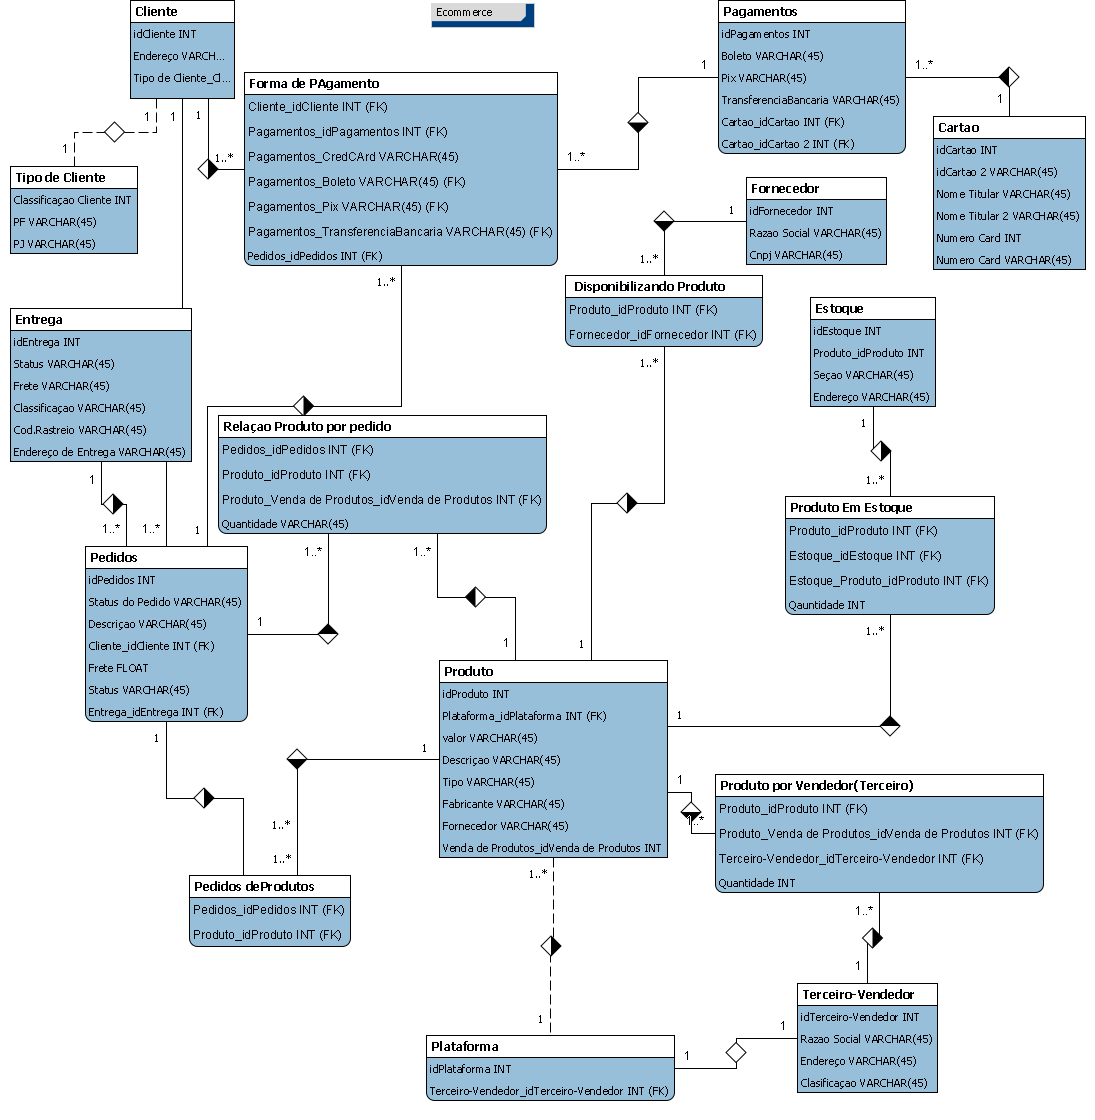 Ecommerce
Cliente
idCliente INT
Endereço VARCH...
Tipo de Cliente_Cl...
1
1
1
1
1..*
Tipo de Cliente
Classificaçao Cliente INT
PF VARCHAR(45)
PJ VARCHAR(45)
Forma de PAgamento
Cliente_idCliente INT (FK)
Pagamentos_idPagamentos INT (FK)
Pagamentos_CredCArd VARCHAR(45)
Pagamentos_Boleto VARCHAR(45) (FK)
Pagamentos_Pix VARCHAR(45) (FK)
Pagamentos_TransferenciaBancaria VARCHAR(45) (FK)
Pedidos_idPedidos INT (FK)
1..*
1..*
1
Pagamentos
idPagamentos INT
Boleto VARCHAR(45)
Pix VARCHAR(45)
TransferenciaBancaria VARCHAR(45)
Cartao_idCartao INT (FK)
Cartao_idCartao 2 INT (FK)
1..*
1
Cartao
idCartao INT
idCartao 2 VARCHAR(45)
Nome Titular VARCHAR(45)
Nome Titular 2 VARCHAR(45)
Numero Card INT
Numero Card VARCHAR(45)
Fornecedor
idFornecedor INT
Razao Social VARCHAR(45)
Cnpj VARCHAR(45)
1
1..*
Disponibilizando Produto
Produto_idProduto INT (FK)
Fornecedor_idFornecedor INT (FK)
1..*
Estoque
idEstoque INT
Produto_idProduto INT
Seçao VARCHAR(45)
Endereço VARCHAR(45)
1
1..*
Entrega
idEntrega INT
Status VARCHAR(45)
Frete VARCHAR(45)
Classificaçao VARCHAR(45)
Cod.Rastreio VARCHAR(45)
Endereço de Entrega VARCHAR(45)
1
1..*
1..*
1
Relaçao Produto por pedido
Pedidos_idPedidos INT (FK)
Produto_idProduto INT (FK)
Produto_Venda de Produtos_idVenda de Produtos INT (FK)
Quantidade VARCHAR(45)
1..*
1..*
1
1
1
Produto Em Estoque
Produto_idProduto INT (FK)
Estoque_idEstoque INT (FK)
Estoque_Produto_idProduto INT (FK)
Qauntidade INT
1..*
Pedidos
idPedidos INT
Status do Pedido VARCHAR(45)
Descriçao VARCHAR(45)
Cliente_idCliente INT (FK)
Frete FLOAT
Status VARCHAR(45)
Entrega_idEntrega INT (FK)
1
Produto
idProduto INT
Plataforma_idPlataforma INT (FK)
valor VARCHAR(45)
Descriçao VARCHAR(45)
Tipo VARCHAR(45)
Fabricante VARCHAR(45)
Fornecedor VARCHAR(45)
Venda de Produtos_idVenda de Produtos INT
1
1
1
1..*
1..*
1..*
1..*
Produto por Vendedor(Terceiro)
Produto_idProduto INT (FK)
Produto_Venda de Produtos_idVenda de Produtos INT (FK)
Terceiro-Vendedor_idTerceiro-Vendedor INT (FK)
Quantidade INT
1..*
1
Pedidos deProdutos
Pedidos_idPedidos INT (FK)
Produto_idProduto INT (FK)
Terceiro-Vendedor
idTerceiro-Vendedor INT
Razao Social VARCHAR(45)
Endereço VARCHAR(45)
Clasificaçao VARCHAR(45)
1
1
1
Plataforma
idPlataforma INT
Terceiro-Vendedor_idTerceiro-Vendedor INT (FK)